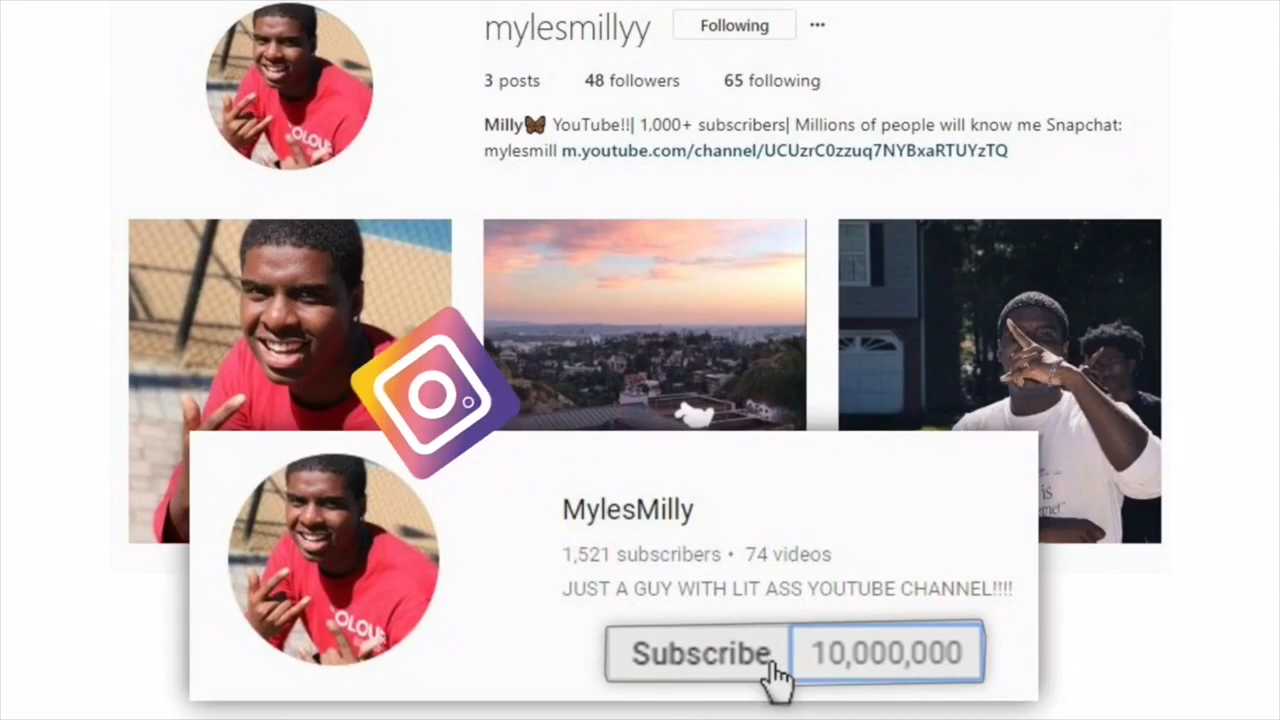 mylesmillyy Following
3 posts 48 followers 65 following
Milly YouTube!!| 1,000+ subscribers| Millions of people will know me Snapchat:
mylesmill m.youtube.com/channel/UCUzrC0zzuq7NYBxaRTUYzTQ
is
MylesMilly
1,521 subscribers • 74 videos
JUST A GUY WITH LIT ASS YOUTUBE CHANNEL!!!!
OLOUR
Subscribe 10,000,000